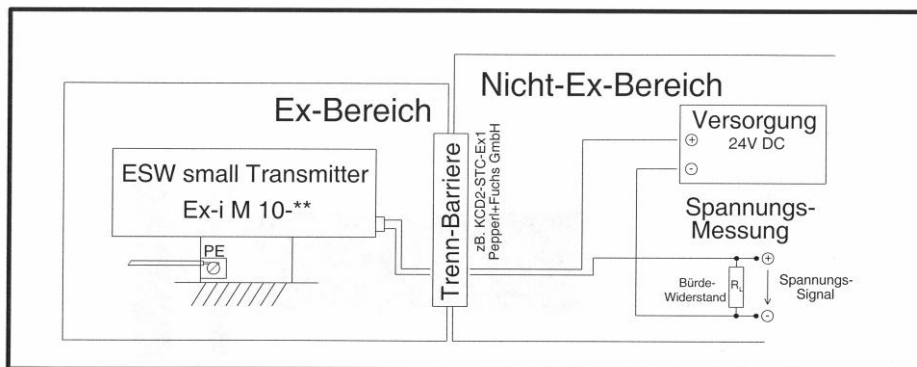 Ex-Bereich
ESW small Transmitter
Ex-i M 10-**
PE
Trenn-Barriere
zB. KCD2-STC-Ex1
Pepperl+Fuchs GmbH
Nicht-Ex-Bereich
Versorgung
24V DC
+
-
Spannungs-
Messung
Bürde-
Widerstand
RL
+
-
Spannungs-
Signal